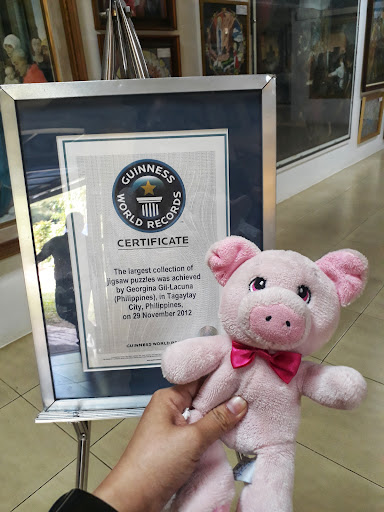 GUINNESS
WORLD RECORDS
CERTIFICATE
The largest collection of
jigsaw puzzles was achieved
by Georgina Gil-Lacuna
(Philippines), in Tagaytay
City, Philippines,
on 29 November 2012
GUINNESS WORLD